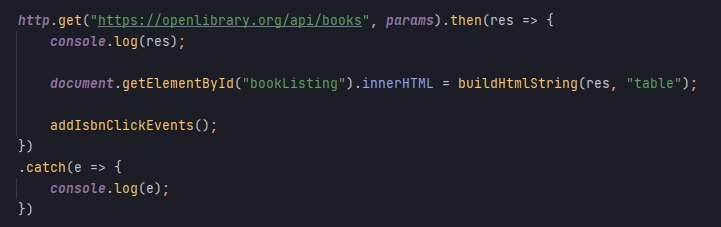 http.get("https://openlibrary.org/api/books", params).then(res => {
    console.log(res);

    document.getElementById("bookListing").innerHTML = buildHtmlString(res, "table");

    addIsbnClickEvents();
})
.catch(e => {
    console.log(e);
})